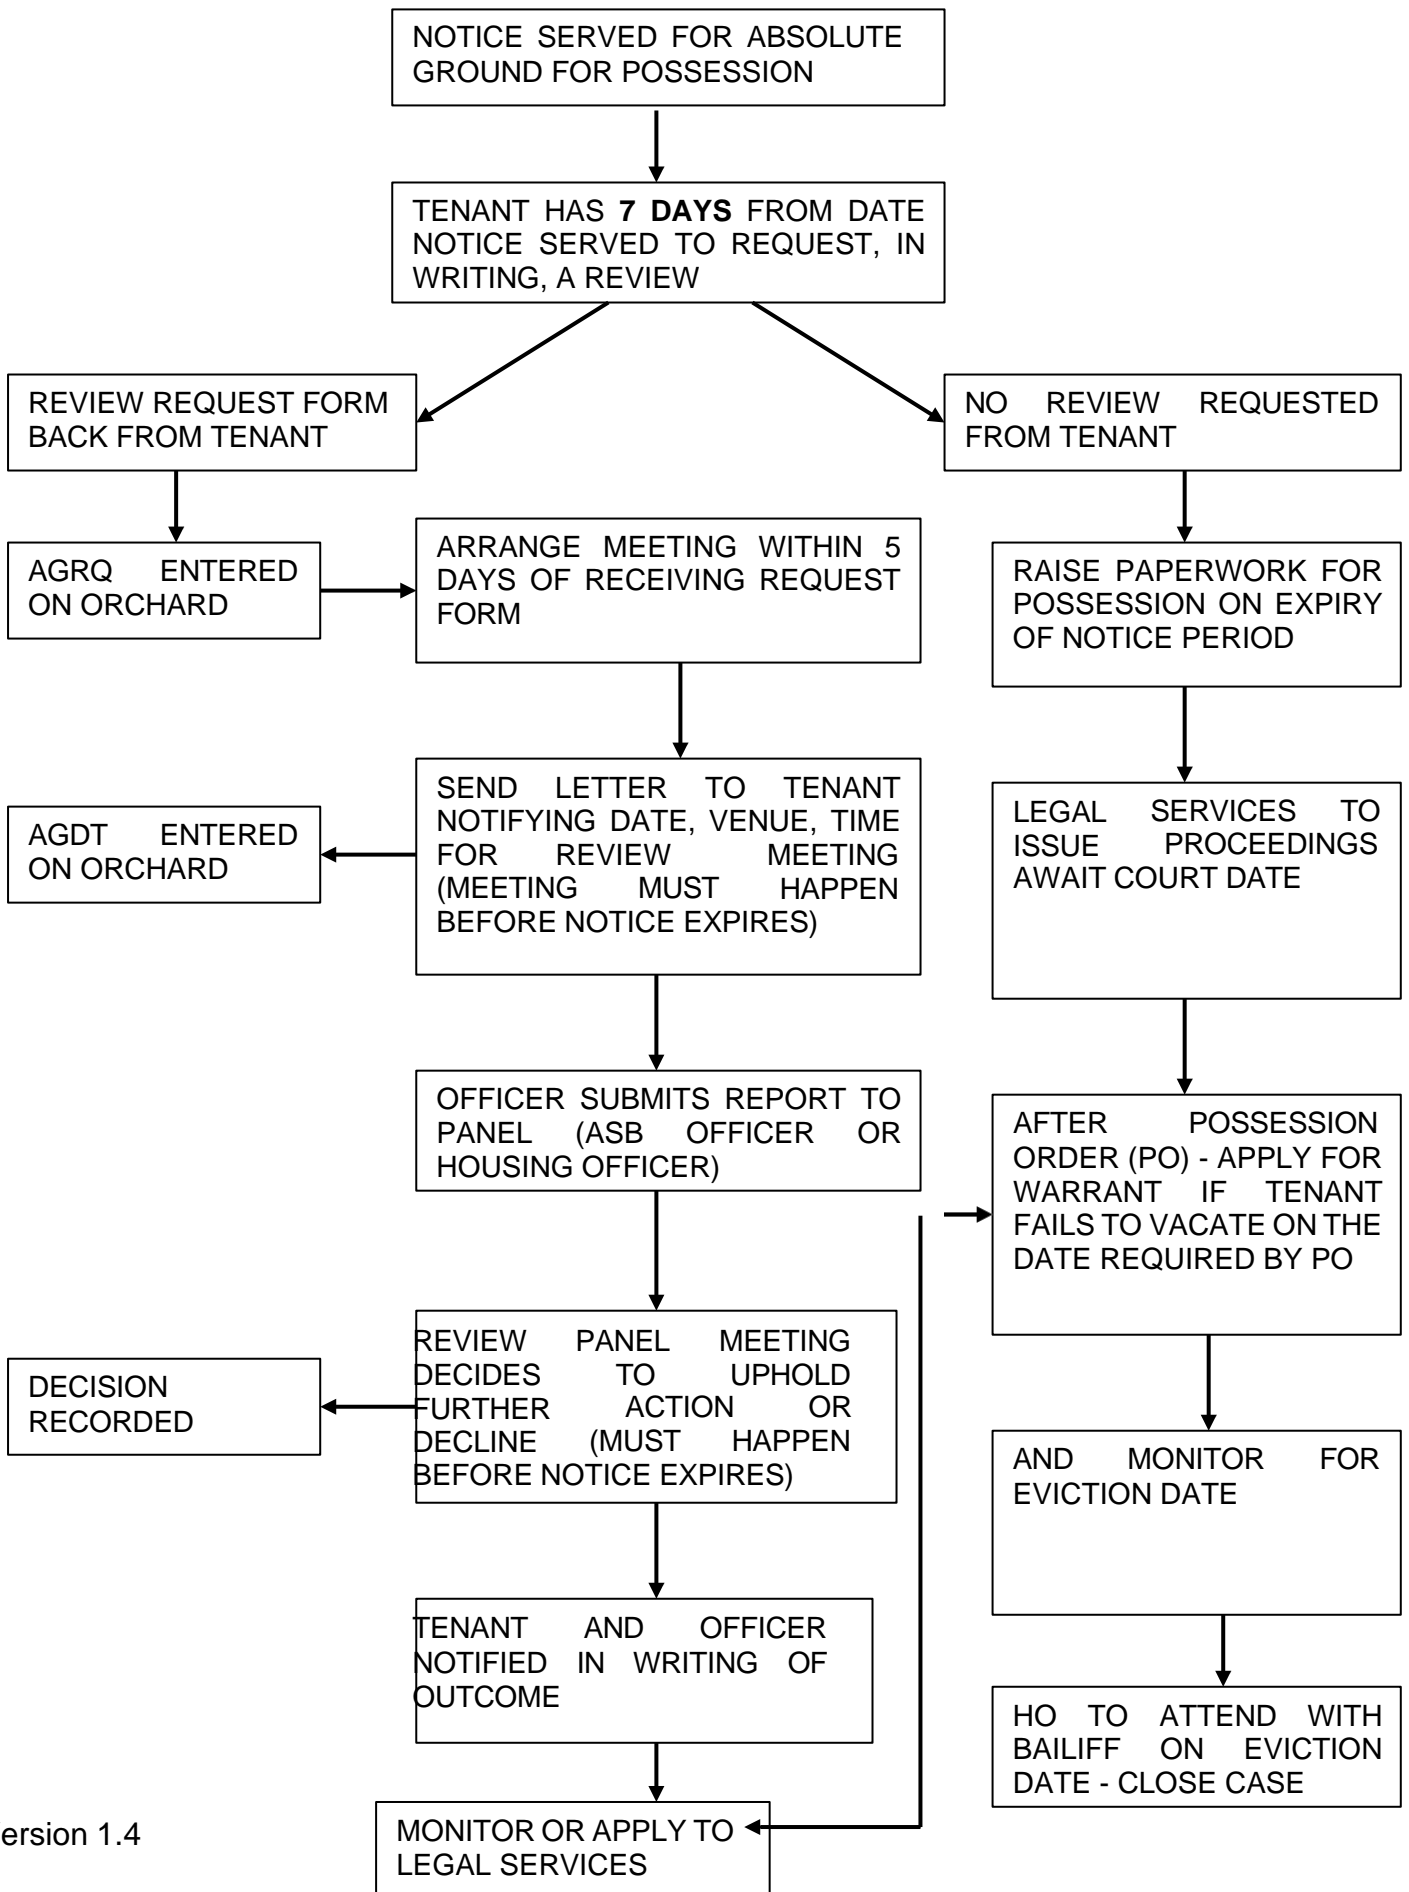 NOTICE SERVED FOR ABSOLUTE
GROUND FOR POSSESSION
TENANT HAS 7 DAYS FROM DATE
NOTICE SERVED TO REQUEST, IN
WRITING, A REVIEW
REVIEW REQUEST FORM
BACK FROM TENANT
NO REVIEW REQUESTED
FROM TENANT
AGRQ ENTERED
ON ORCHARD
ARRANGE MEETING WITHIN 5
DAYS OF RECEIVING REQUEST
FORM
RAISE PAPERWORK FOR
POSSESSION ON EXPIRY
OF NOTICE PERIOD
SEND LETTER TO TENANT
NOTIFYING DATE, VENUE, TIME
FOR REVIEW MEETING
(MEETING MUST HAPPEN
BEFORE NOTICE EXPIRES)
AGDT ENTERED
ON ORCHARD
LEGAL SERVICES TO
ISSUE PROCEEDINGS
AWAIT COURT DATE
OFFICER SUBMITS REPORT TO
PANEL (ASB OFFICER OR
HOUSING OFFICER)
AFTER POSSESSION
ORDER (PO) - APPLY FOR
WARRANT IF TENANT
FAILS TO VACATE ON THE
DATE REQUIRED BY PO
REVIEW PANEL MEETING
DECIDES TO UPHOLD
FURTHER ACTION OR
DECLINE (MUST HAPPEN
BEFORE NOTICE EXPIRES)
DECISION
RECORDED
AND MONITOR FOR
EVICTION DATE
TENANT AND OFFICER
NOTIFIED IN WRITING OF
OUTCOME
HO TO ATTEND WITH
BAILIFF ON EVICTION
DATE - CLOSE CASE
MONITOR OR APPLY TO
LEGAL SERVICES
ersion 1.4